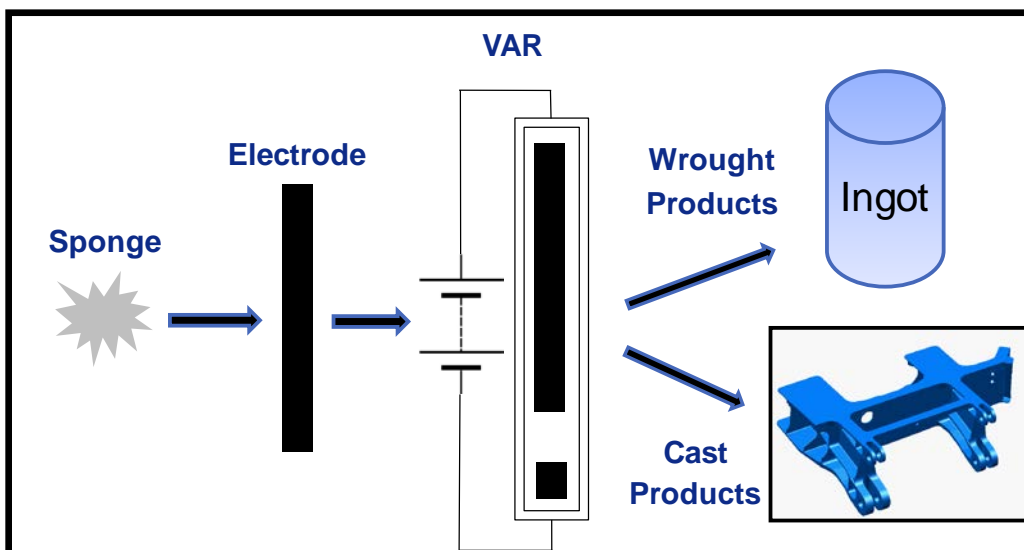 VAR
Electrode
Sponge
Wrought
Products
Ingot
Cast
Products